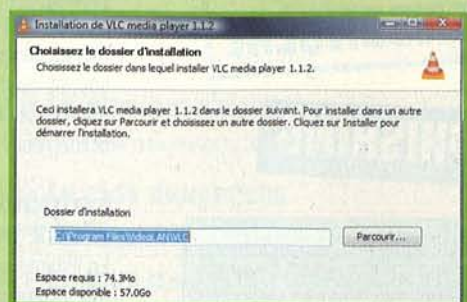 Installation de VLC media player 1.1.2
Choisissez le dossier d'installation
Choisissez le dossier dans lequel installer VLC media player 1.1.2.
Ceci installera VLC media player 1.1.2 dans le dossier suivant. Pour installer dans un autre
dossier, cliquez sur Parcourir et choisissez un autre dossier. Cliquez sur Installer pour
démarrer l'installation.
Dossier d'installation
C:\Program Files\VideoLAN\VLC
Parcourir...
Espace requis : 74.3Mo
Espace disponible : 57.0Go